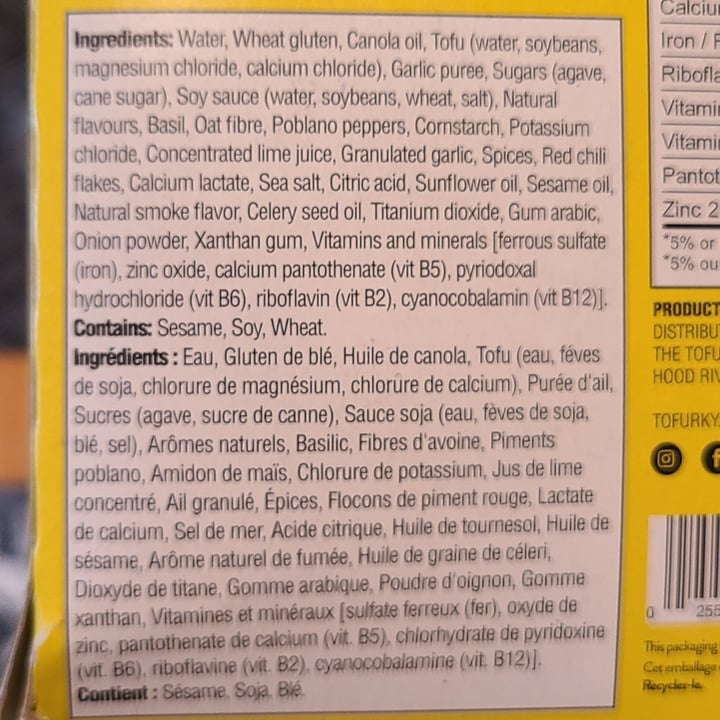 Ingredients: Water, Wheat gluten, Canola oil, Tofu (water, soybeans,
magnesium chloride, calcium chloride), Garlic puree, Sugars (agave,
cane sugar), Soy sauce (water, soybeans, wheat, salt), Natural
flavours, Basil, Oat fibre, Poblano peppers, Cornstarch, Potassium
chloride, Concentrated lime juice, Granulated garlic, Spices, Red chili
flakes, Calcium lactate, Sea salt, Citric acid, Sunflower oil, Sesame oil,
Natural smoke flavor, Celery seed oil, Titanium dioxide, Gum arabic,
Onion powder, Xanthan gum, Vitamins and minerals [ferrous sulfate
(iron), zinc oxide, calcium pantothenate (vit B5), pyriodoxal
hydrochloride (vit B6), riboflavin (vit B2), cyanocobalamin (vit B12)].
Contains: Sesame, Soy, Wheat.
Ingrédients : Eau, Gluten de blé, Huile de canola, Tofu (eau, féves
de soja, chlorure de magnésium, chlorure de calcium), Purée d'ail,
Sucres (agave, sucre de canne), Sauce soja (eau, fèves de soja,
blé, sel), Arômes naturels, Basilic, Fibres d'avoine, Piments
poblano, Amidon de maïs, Chlorure de potassium, Jus de lime
concentré, Ail granulé, Épices, Flocons de piment rouge, Lactate
de calcium, Sel de mer, Acide citrique, Huile de tournesol, Huile de
sésame, Arôme naturel de fumée, Huile de graine de céleri,
Dioxyde de titane, Gomme arabique, Poudre d'oignon, Gomme
xanthan, Vitamines et minéraux [sulfate ferreux (fer), oxyde de
zinc, pantothenate de calcium (vit. B5), chlorhydrate de pyridoxine
(vit. B6), riboflavine (vit. B2), cyanocobalamine (vit. B12)].
Contient : Sésame, Soja, Blé.
Calciu
Iron / F
Ribofla
Vitami
Vitami
Pantot
Zinc 2
*5% or
*5% ou
PRODUCT
DISTRIBU
THE TOFU
HOOD RIV
TOFURKY.
0 255
This packaging
Cet emballage
Recyclez-le.